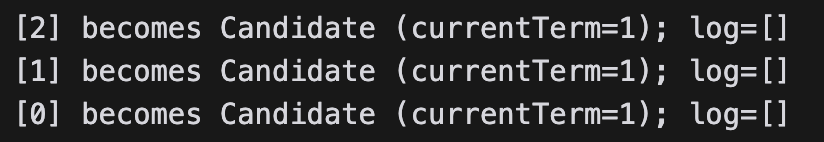 [2] becomes Candidate (currentTerm=1); log=[]
[1] becomes Candidate (currentTerm=1); log=[]
[0] becomes Candidate (currentTerm=1); log=[]